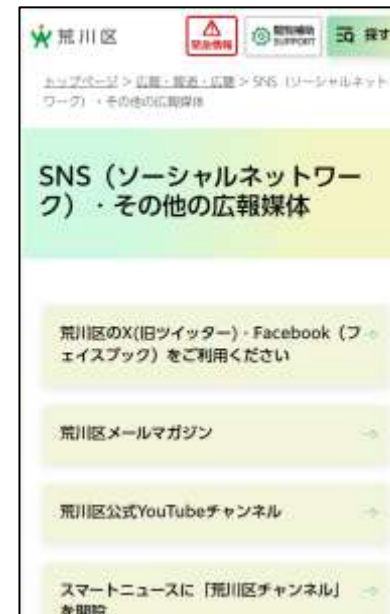 荒川区
緊急情報
閲覧補助
SUPPORT
探す
トップページ > 広報・報道・広聴 > SNS（ソーシャルネット
ワーク）・その他の広報媒体
SNS（ソーシャルネットワー
ク）・その他の広報媒体
荒川区のX(旧ツイッター)・Facebook（フ
ェイスブック）をご利用ください
荒川区メールマガジン
荒川区公式YouTubeチャンネル
スマートニュースに「荒川区チャンネル」
を開設